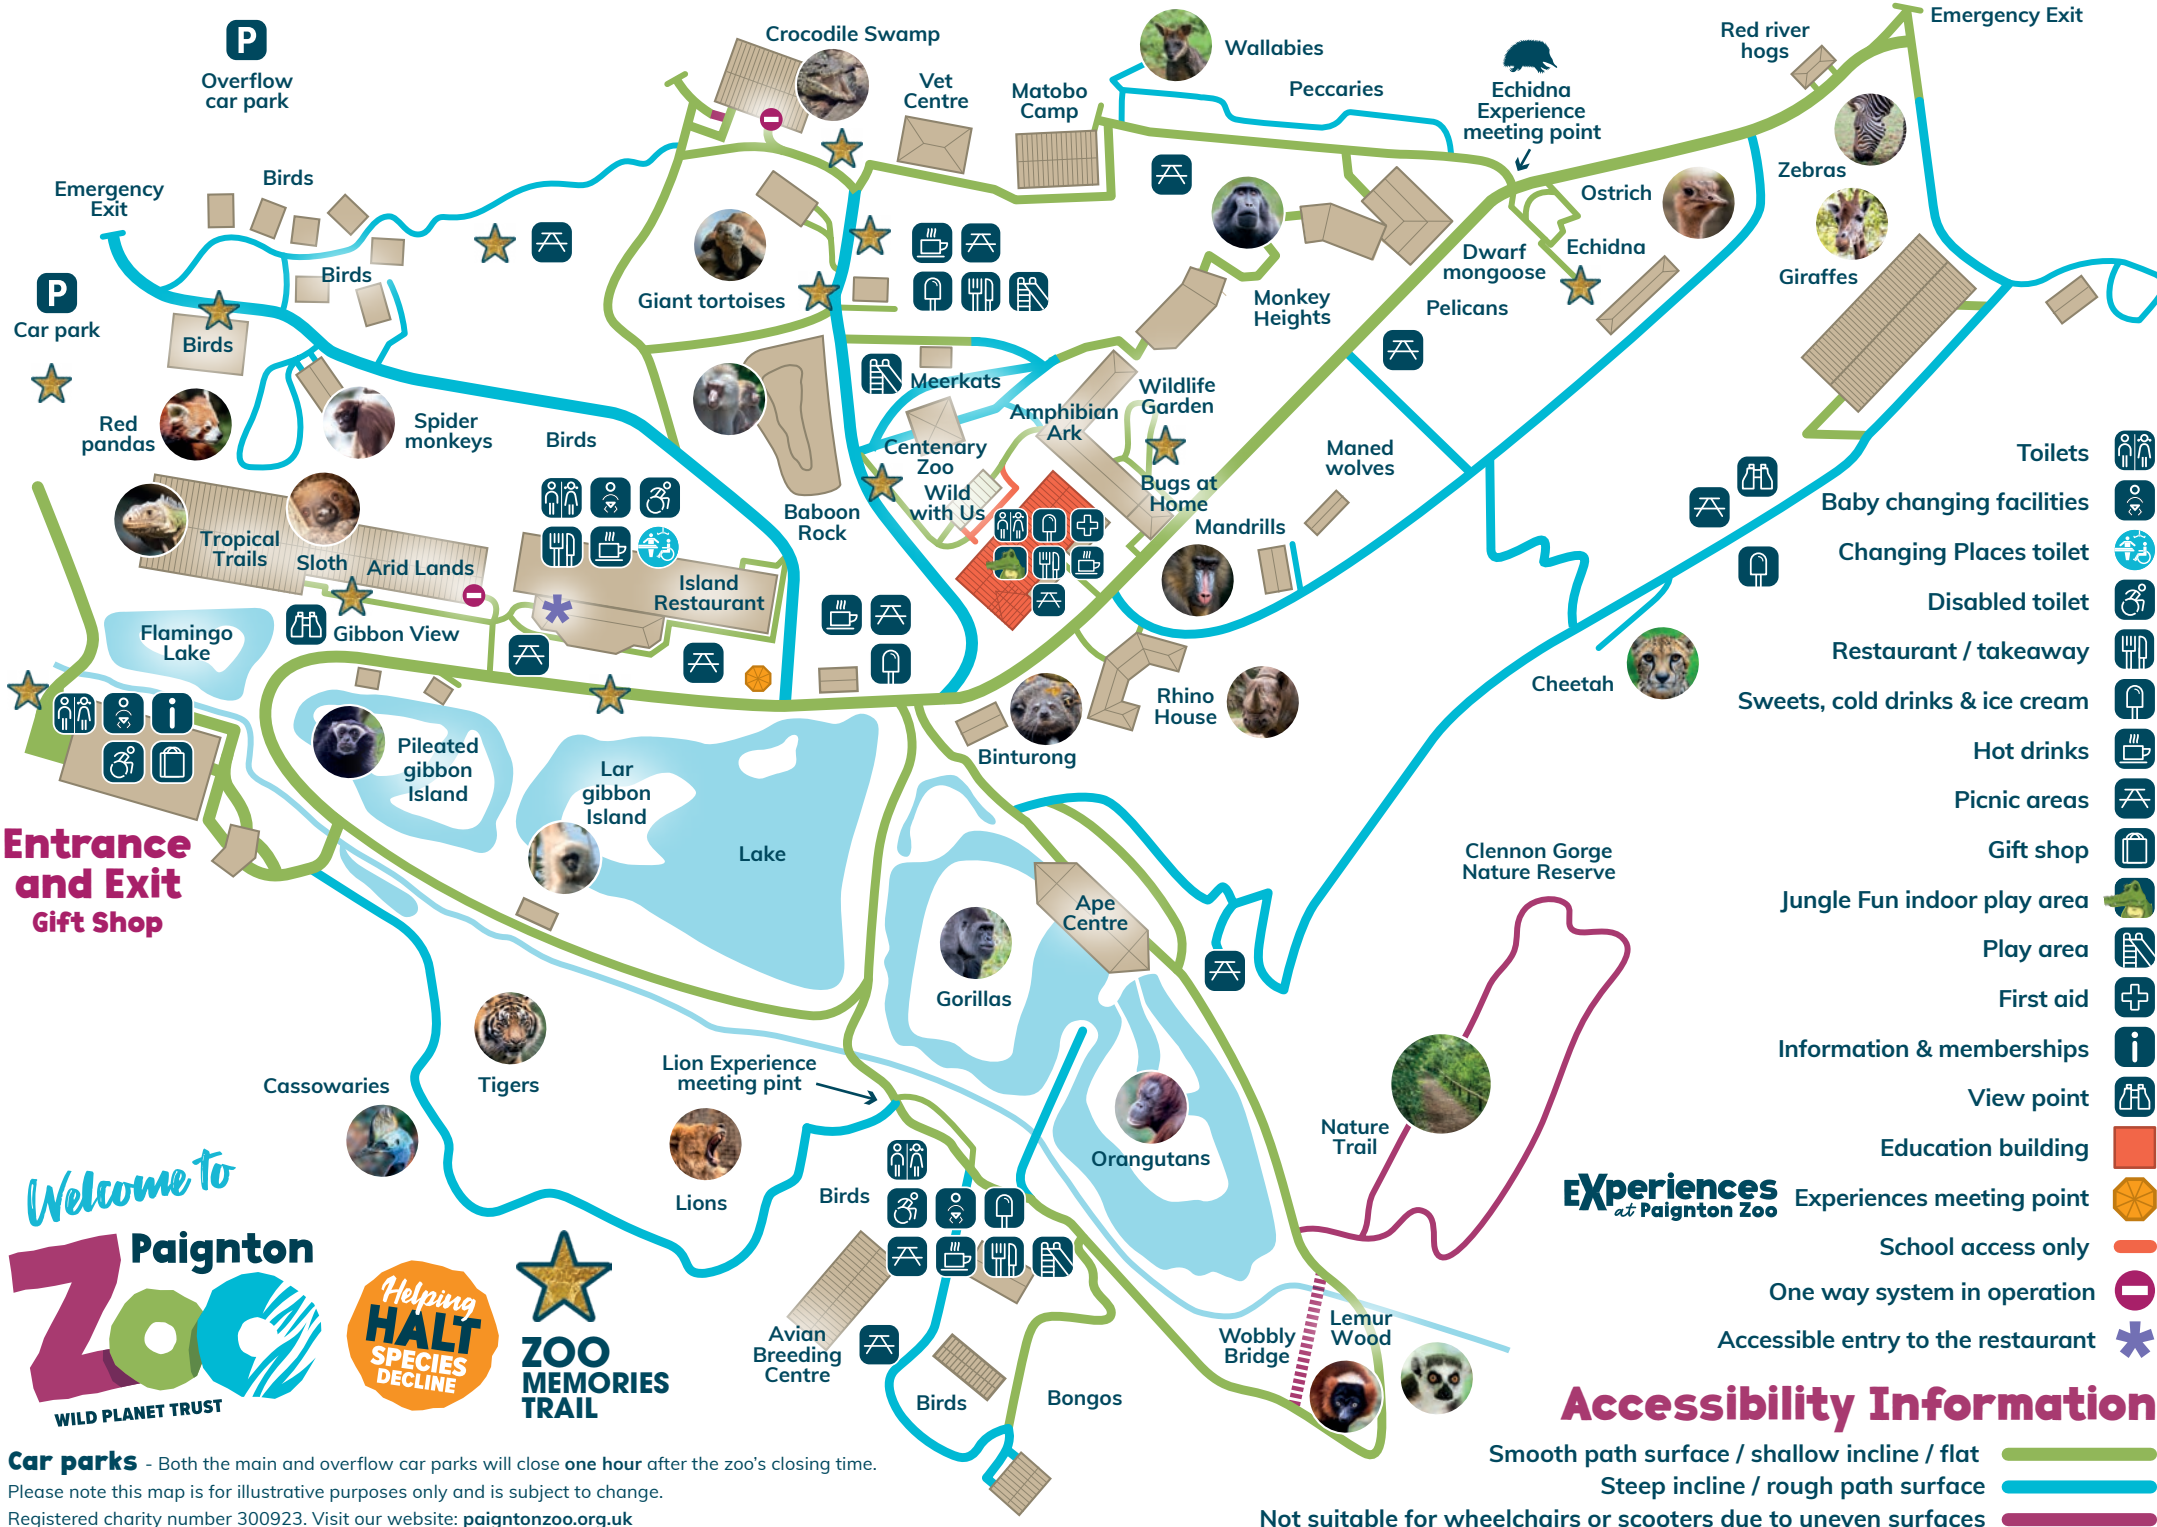 P
Overflow
car park
Crocodile Swamp
Vet
Centre
Matobo
Camp
Wallabies
Peccaries
Echidna
Experience
meeting point
Red river
hogs
Emergency Exit
Emergency
Exit
Birds
Birds
Birds
P
Car park
Giant tortoises
Zebras
Ostrich
Echidna
Dwarf
mongoose
Giraffes
Pelicans
Monkey
Heights
Meerkats
Amphibian
Ark
Wildlife
Garden
Red
pandas
Spider
monkeys
Birds
Centenary
Zoo
Wild
with Us
Bugs at
Home
Maned
wolves
Mandrills
Baboon
Rock
Tropical
Trails
Sloth
Arid Lands
Island
Restaurant
Gibbon View
Flamingo
Lake
i
Entrance
and Exit
Gift Shop
Pileated
gibbon
Island
Lar
gibbon
Island
Lake
Binturong
Rhino
House
Cheetah
Ape
Centre
Gorillas
Orangutans
Clennon Gorge
Nature Reserve
Nature
Trail
Lion Experience
meeting pint
Cassowaries
Tigers
Lions
Birds
Avian
Breeding
Centre
Birds
Bongos
Wobbly
Bridge
Lemur
Wood
Toilets
Baby changing facilities
Changing Places toilet
Disabled toilet
Restaurant / takeaway
Sweets, cold drinks & ice cream
Hot drinks
Picnic areas
Gift shop
Jungle Fun indoor play area
Play area
First aid
Information & memberships
i
View point
Education building
Experiences
at Paignton Zoo
Experiences meeting point
School access only
One way system in operation
Accessible entry to the restaurant
Accessibility Information
Smooth path surface / shallow incline / flat
Steep incline / rough path surface
Not suitable for wheelchairs or scooters due to uneven surfaces
Welcome to
Paignton
ZOO
WILD PLANET TRUST
Helping
HALT
SPECIES
DECLINE
ZOO
MEMORIES
TRAIL
Car parks - Both the main and overflow car parks will close one hour after the zoo's closing time.
Please note this map is for illustrative purposes only and is subject to change.
Registered charity number 300923. Visit our website: paigntonzoo.org.uk